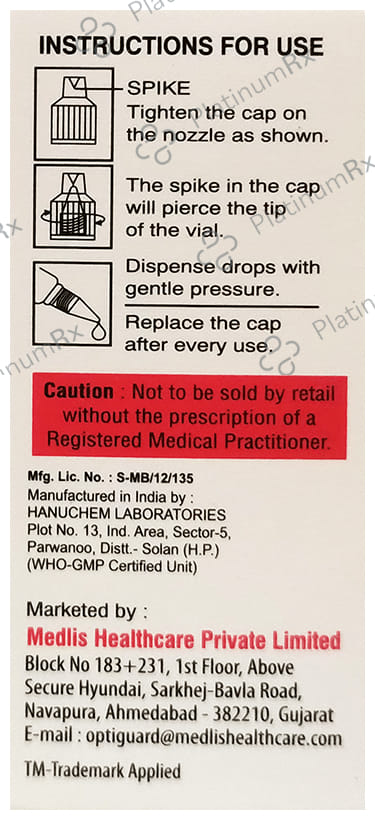 INSTRUCTIONS FOR USE
SPIKE
Tighten the cap on
the nozzle as shown.
The spike in the cap
will pierce the tip
of the vial.
Dispense drops with
gentle pressure.
Replace the cap
after every use.
Caution : Not to be sold by retail
without the prescription of a
Registered Medical Practitioner.
Mfg. Lic. No. : S-MB/12/135
Manufactured in India by :
HANUCHEM LABORATORIES
Plot No. 13, Ind. Area, Sector-5,
Parwanoo, Distt.- Solan (H.P.)
(WHO-GMP Certified Unit)
Marketed by :
Medlis Healthcare Private Limited
Block No 183+231, 1st Floor, Above
Secure Hyundai, Sarkhej-Bavla Road,
Navapura, Ahmedabad - 382210, Gujarat
E-mail : optiguard@medlishealthcare.com
TM-Trademark Applied
PlatinumRx
PlatinumRx
PlatinumRx